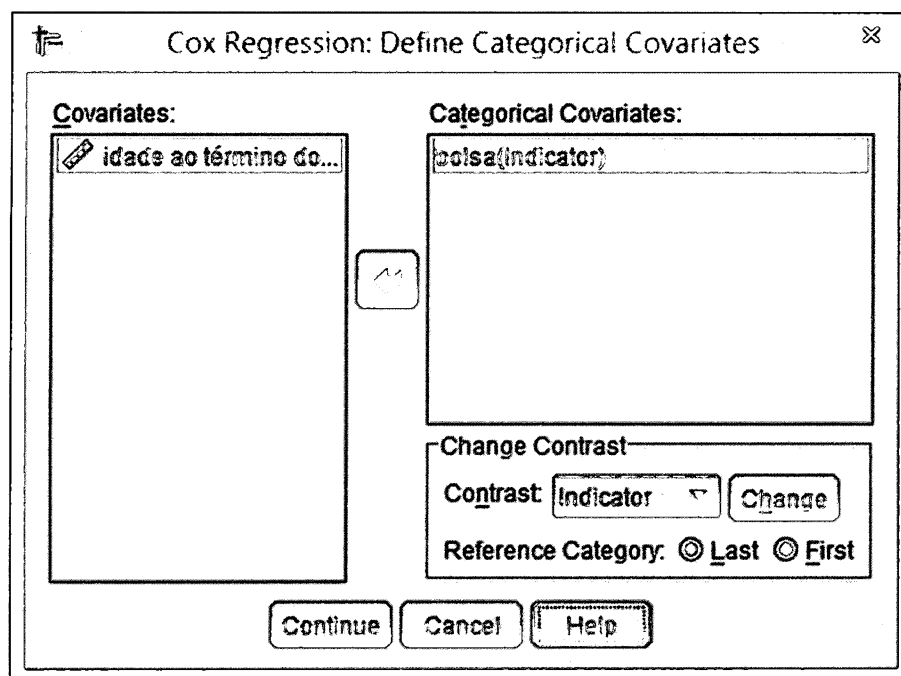 Cox Regression: Define Categorical Covariates
Covariates:
idade ao término do...
Categorical Covariates:
bolsa(Indicator)
Change Contrast
Contrast: Indicator Change
Reference Category: Last First
Continue Cancel Help